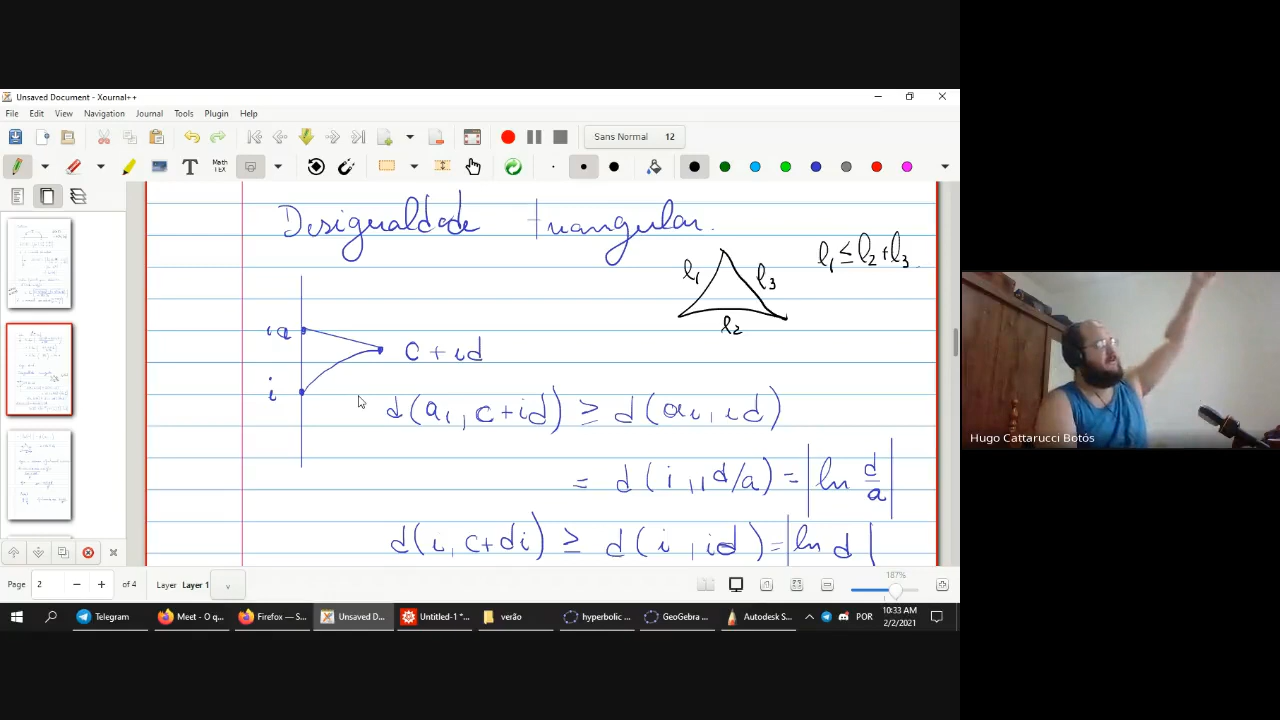 Unsaved Document - Xournal++
File Edit View Navigation Journal Tools Plugin Help
Sans Normal 12
T Math TEX
Desigualdade triangular.
l1 l3
l2
l1 ≤ l2 + l3.
ia
c + id
i
d(ai, c+id) ≥ d(ai, id)
= d(i, id/a) = |ln d/a|
d(i, c+di) ≥ d(i, id) = |ln d|
Hugo Cattarucci Botós
Page 2 of 4 Layer Layer 1 187%
Telegram Meet - O q... Firefox — S... Unsaved D... Untitled-1 *... verão hyperbolic ... GeoGebra ... Autodesk S... POR 10:33 AM
2/2/2021